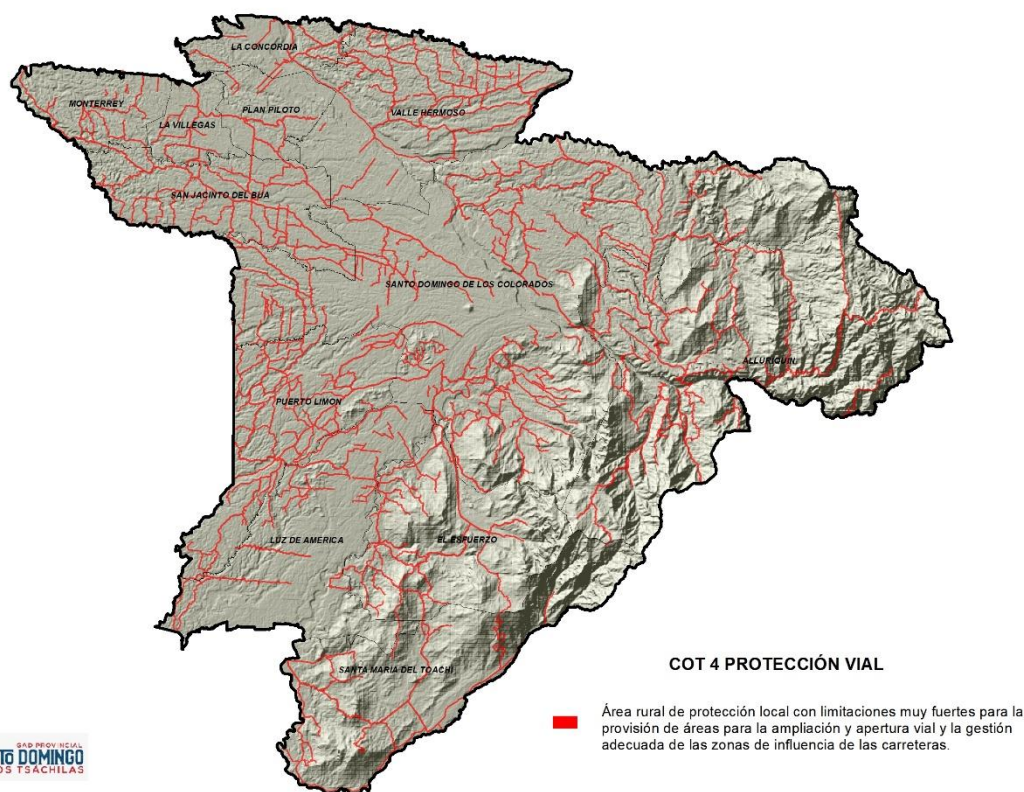 LA CONCORDIA
MONTERREY
PLAN PILOTO
VALLE HERMOSO
LA VILLEGAS
SAN JACINTO DEL BUA
SANTO DOMINGO DE LOS COLORADOS
ALLURIQUIN
PUERTO LIMON
LUZ DE AMERICA
EL ESFUERZO
SANTA MARIA DEL TOACHI
COT 4 PROTECCIÓN VIAL
Área rural de protección local con limitaciones muy fuertes para la
provisión de áreas para la ampliación y apertura vial y la gestión
adecuada de las zonas de influencia de las carreteras.
GAD PROVINCIAL
TO DOMINGO
OS TSÁCHILAS